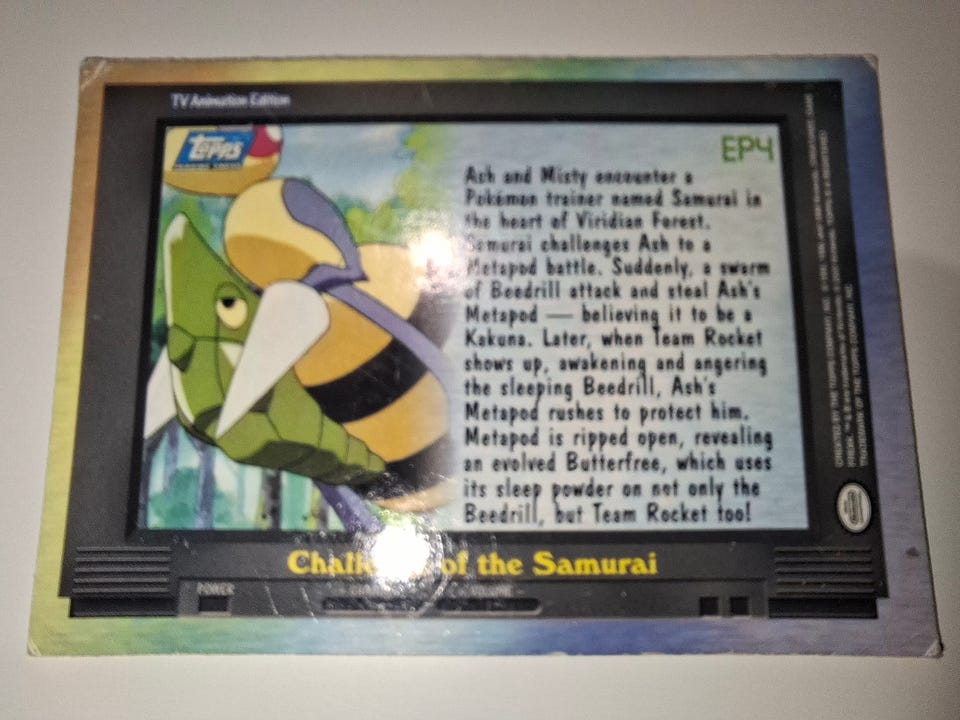 TV Animation Edition
Topps
EP4
Ash and Misty encounter a
Pokémon trainer named Samurai in
the heart of Viridian Forest.
Samurai challenges Ash to a
Metapod battle. Suddenly, a swarm
of Beedrill attack and steal Ash's
Metapod — believing it to be a
Kakuna. Later, when Team Rocket
shows up, awakening and angering
the sleeping Beedrill, Ash's
Metapod rushes to protect him.
Metapod is ripped open, revealing
an evolved Butterfree, which uses
its sleep powder on not only the
Beedrill, but Team Rocket too!
Challenge of the Samurai
POWER
VOLUME